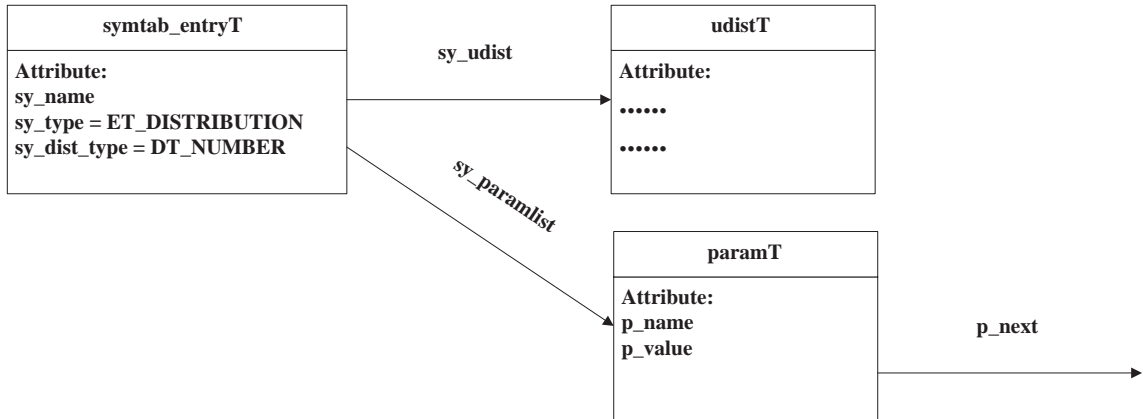 symtab_entryT
Attribute:
sy_name
sy_type = ET_DISTRIBUTION
sy_dist_type = DT_NUMBER
sy_udist
udistT
Attribute:
......
......
sy_paramlist
paramT
Attribute:
p_name
p_value
p_next